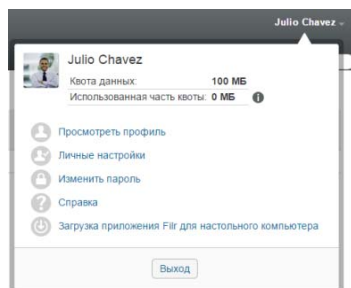 Julio Chavez
Julio Chavez
Квота данных: 100 МБ
Использованная часть квоты: 0 МБ
Просмотреть профиль
Личные настройки
Изменить пароль
Справка
Загрузка приложения Filr для настольного компьютера
Выход